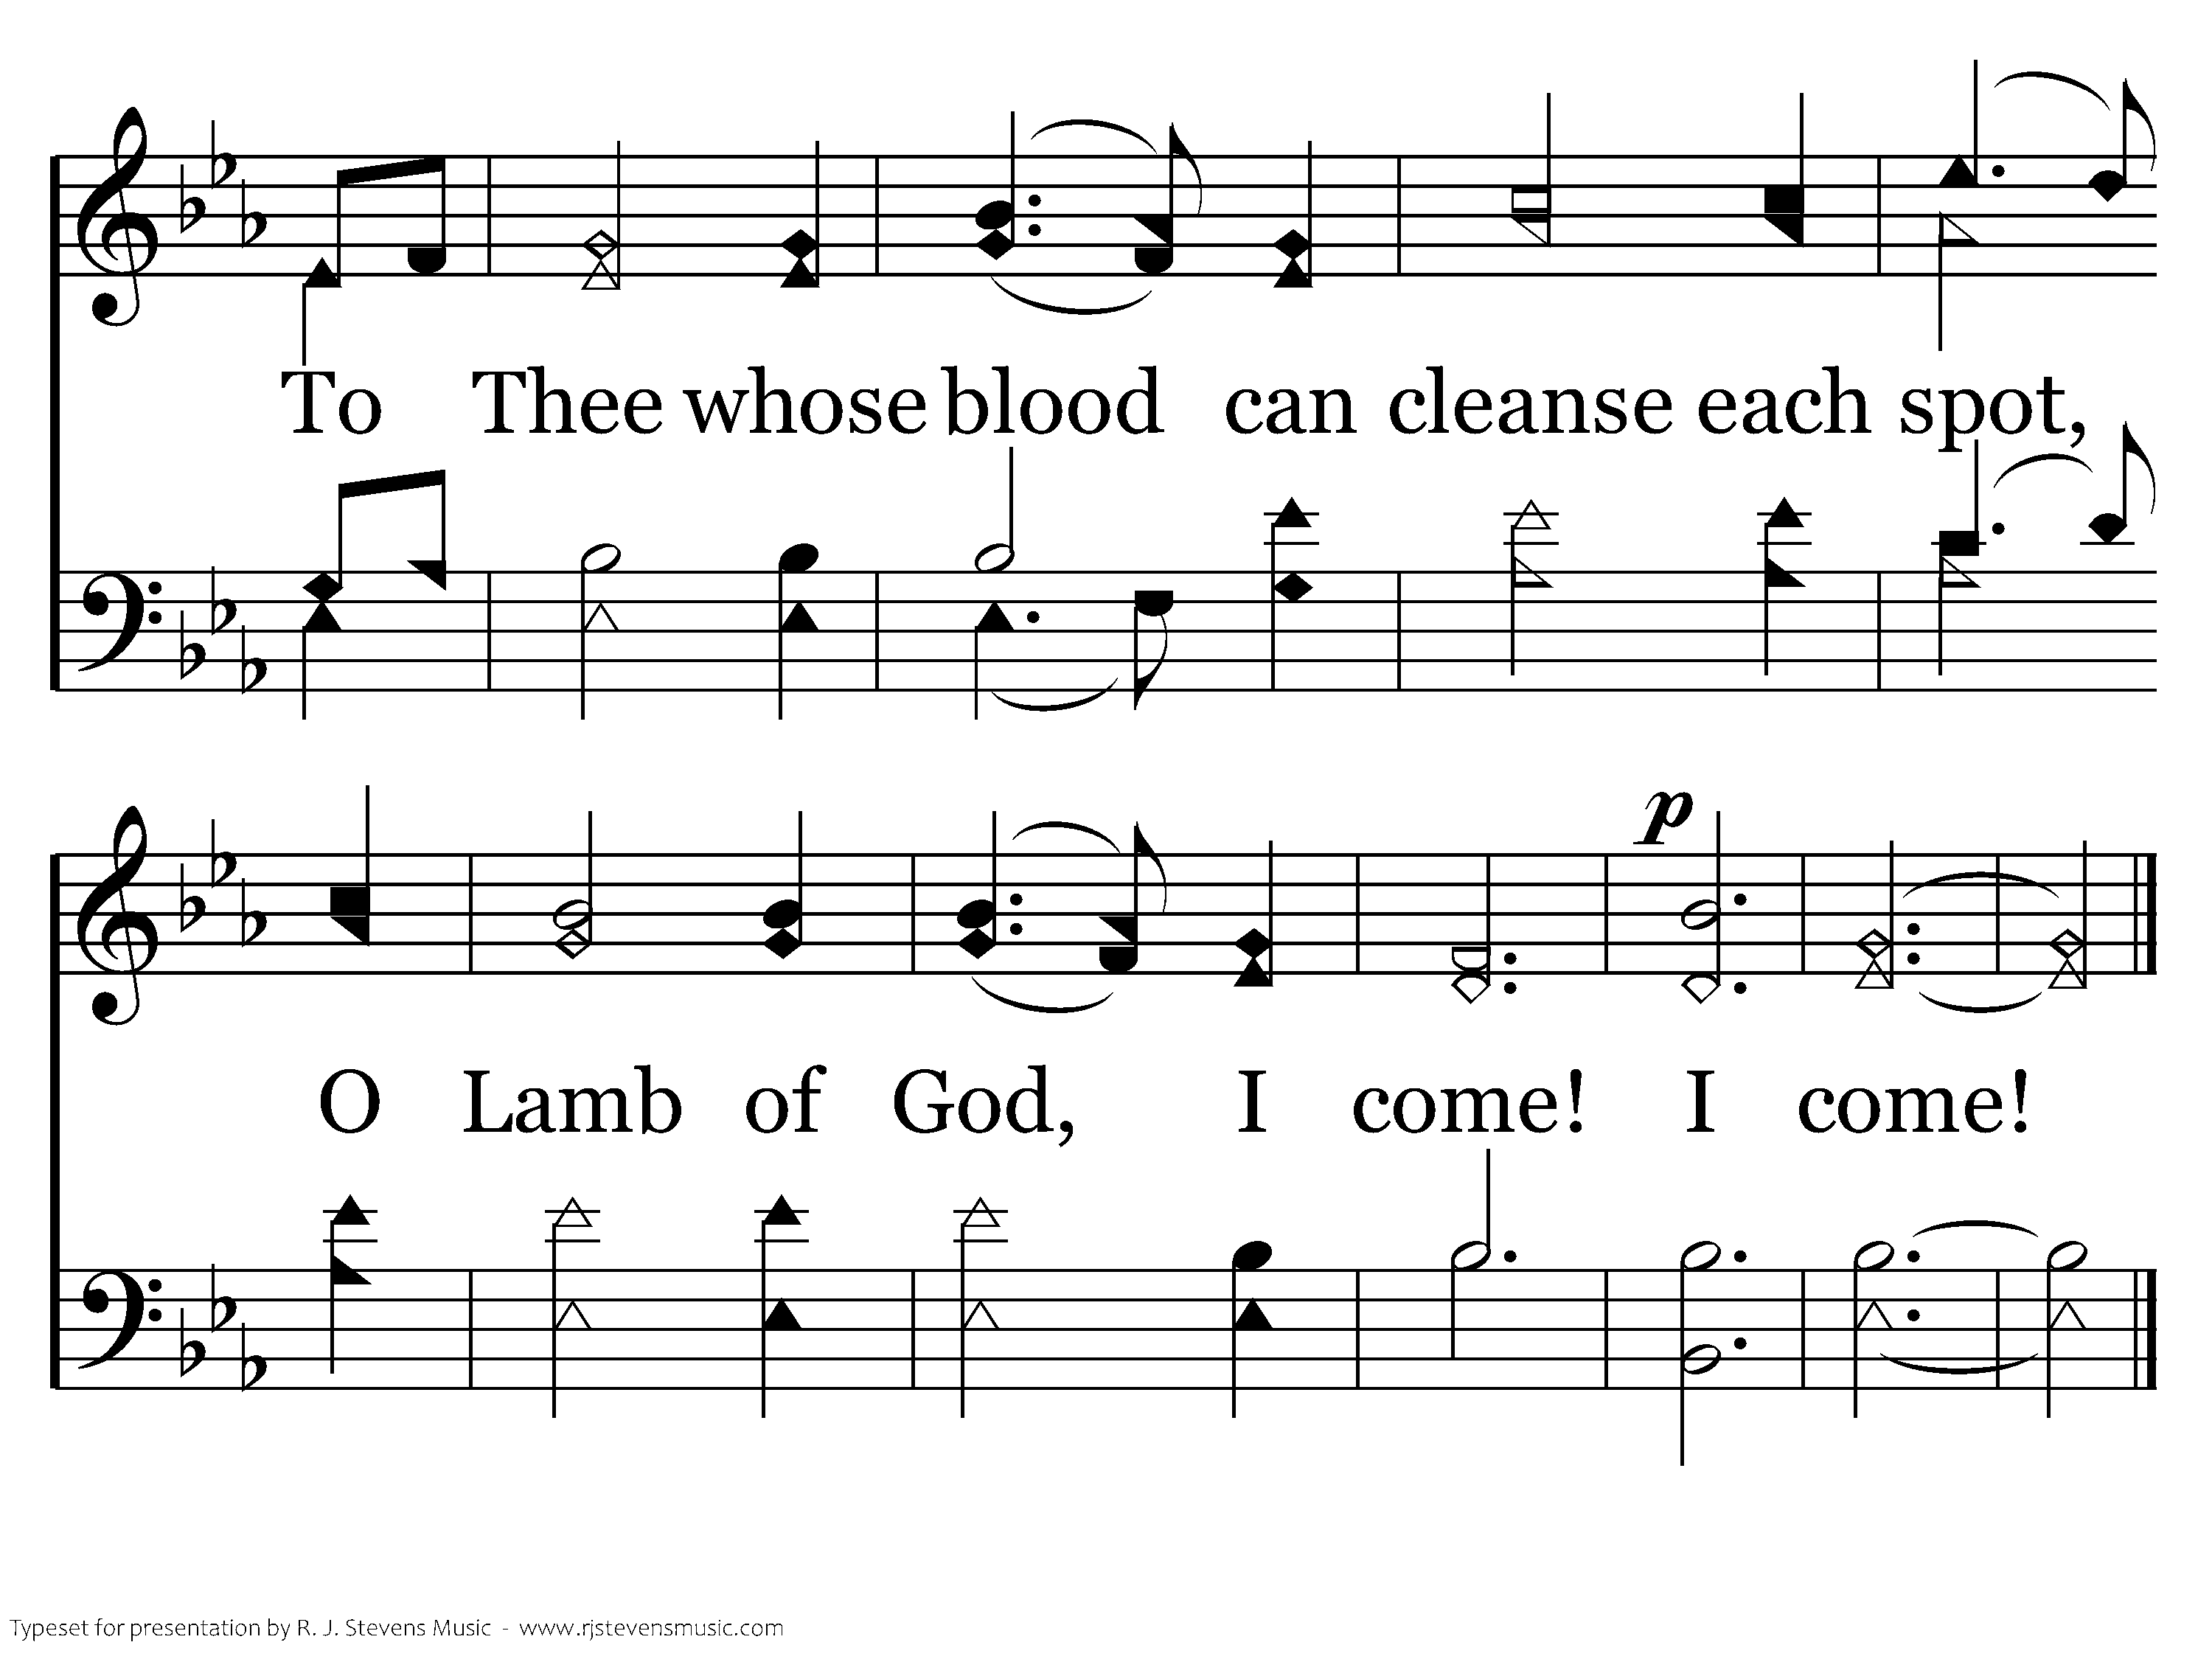 To Thee whose blood can cleanse each spot,
p
O Lamb of God, I come! I come!
Typeset for presentation by R. J. Stevens Music - www.rjstevensmusic.com